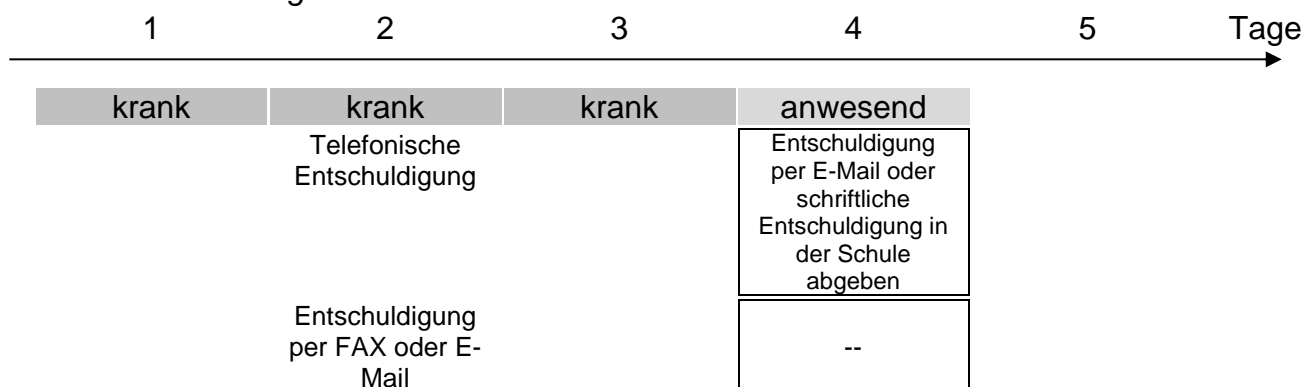 1 2 3 4 5 Tage
krank krank krank anwesend
Telefonische
Entschuldigung
Entschuldigung
per E-Mail oder
schriftliche
Entschuldigung in
der Schule
abgeben
Entschuldigung
per FAX oder E-
Mail
--